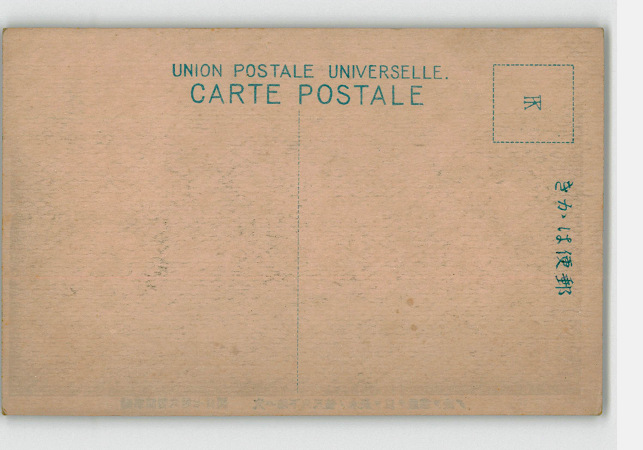 UNION POSTALE UNIVERSELLE.
CARTE POSTALE
郵便はかき